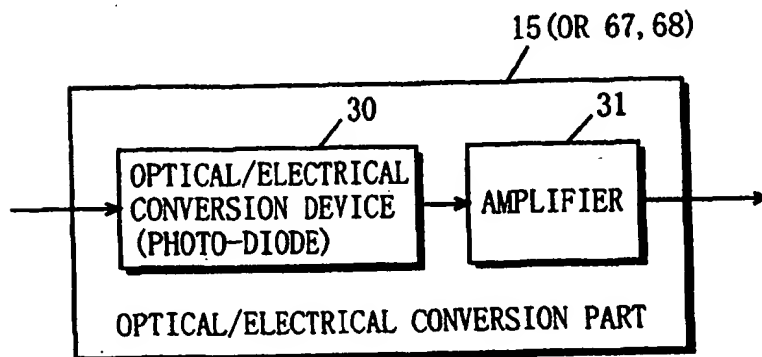 15(OR 67,68)
30
31
OPTICAL/ELECTRICAL
CONVERSION DEVICE
(PHOTO-DIODE)
AMPLIFIER
OPTICAL/ELECTRICAL CONVERSION PART